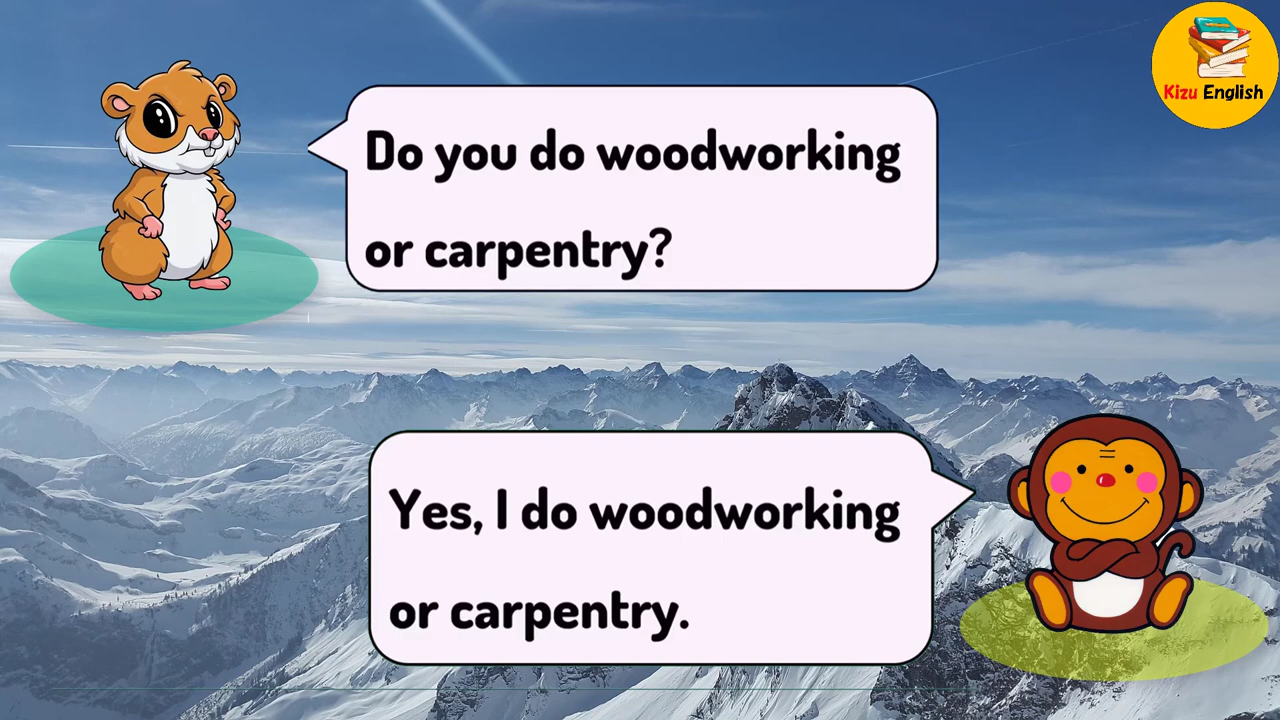 Kizu English
Do you do woodworking
or carpentry?
Yes, I do woodworking
or carpentry.